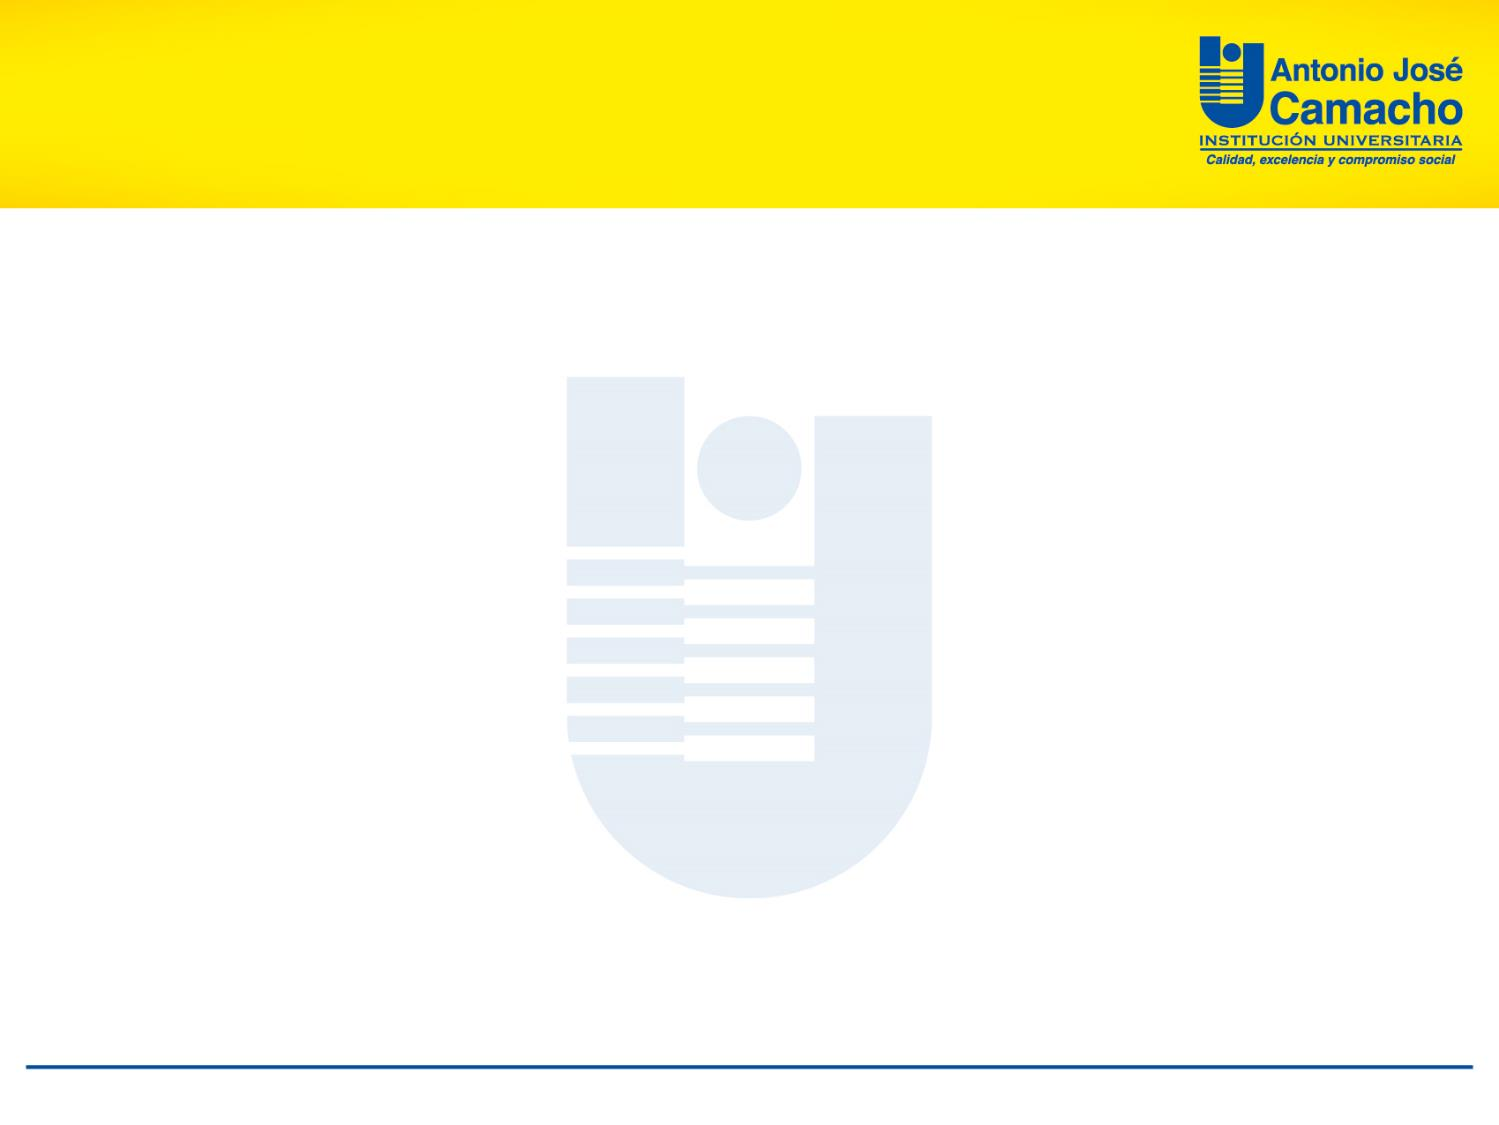 Antonio José
Camacho
INSTITUCIÓN UNIVERSITARIA
Calidad, excelencia y compromiso social